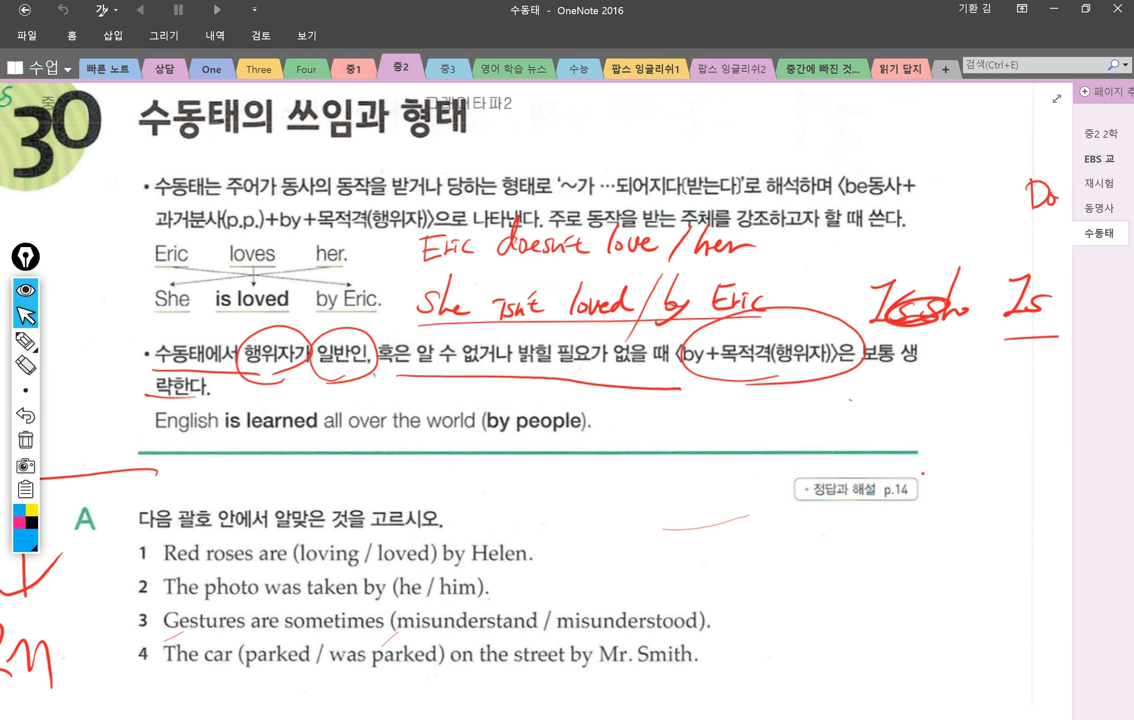 수동태 - OneNote 2016
기환 김
파일 홈 삽입 그리기 내역 검토 보기
수업 빠른 노트 상담 One Three Four 중1 중2 중3 영어 학습 뉴스 수능 팝스 잉글리쉬1 팝스 잉글리쉬2 중간에 빠진 것... 읽기 답지 + 검색(Ctrl+E)
페이지 추
중2 2학
EBS 교
재시험
동명사
수동태
30 수동태의 쓰임과 형태
• 수동태는 주어가 동사의 동작을 받거나 당하는 형태로 '~가 …되어지다(받는다)'로 해석하며 〈be동사+
과거분사(p.p.)+by+목적격(행위자)〉으로 나타낸다. 주로 동작을 받는 주체를 강조하고자 할 때 쓴다.
Do
Eric loves her.
Eric doesn't love / her
She is loved by Eric.
She isn't loved / by Eric
Is
• 수동태에서 행위자가 일반인, 혹은 알 수 없거나 밝힐 필요가 없을 때 〈by+목적격(행위자)〉은 보통 생
략한다.
English is learned all over the world (by people).
• 정답과 해설 p.14
A 다음 괄호 안에서 알맞은 것을 고르시오.
1 Red roses are (loving / loved) by Helen.
2 The photo was taken by (he / him).
3 Gestures are sometimes (misunderstand / misunderstood).
4 The car (parked / was parked) on the street by Mr. Smith.